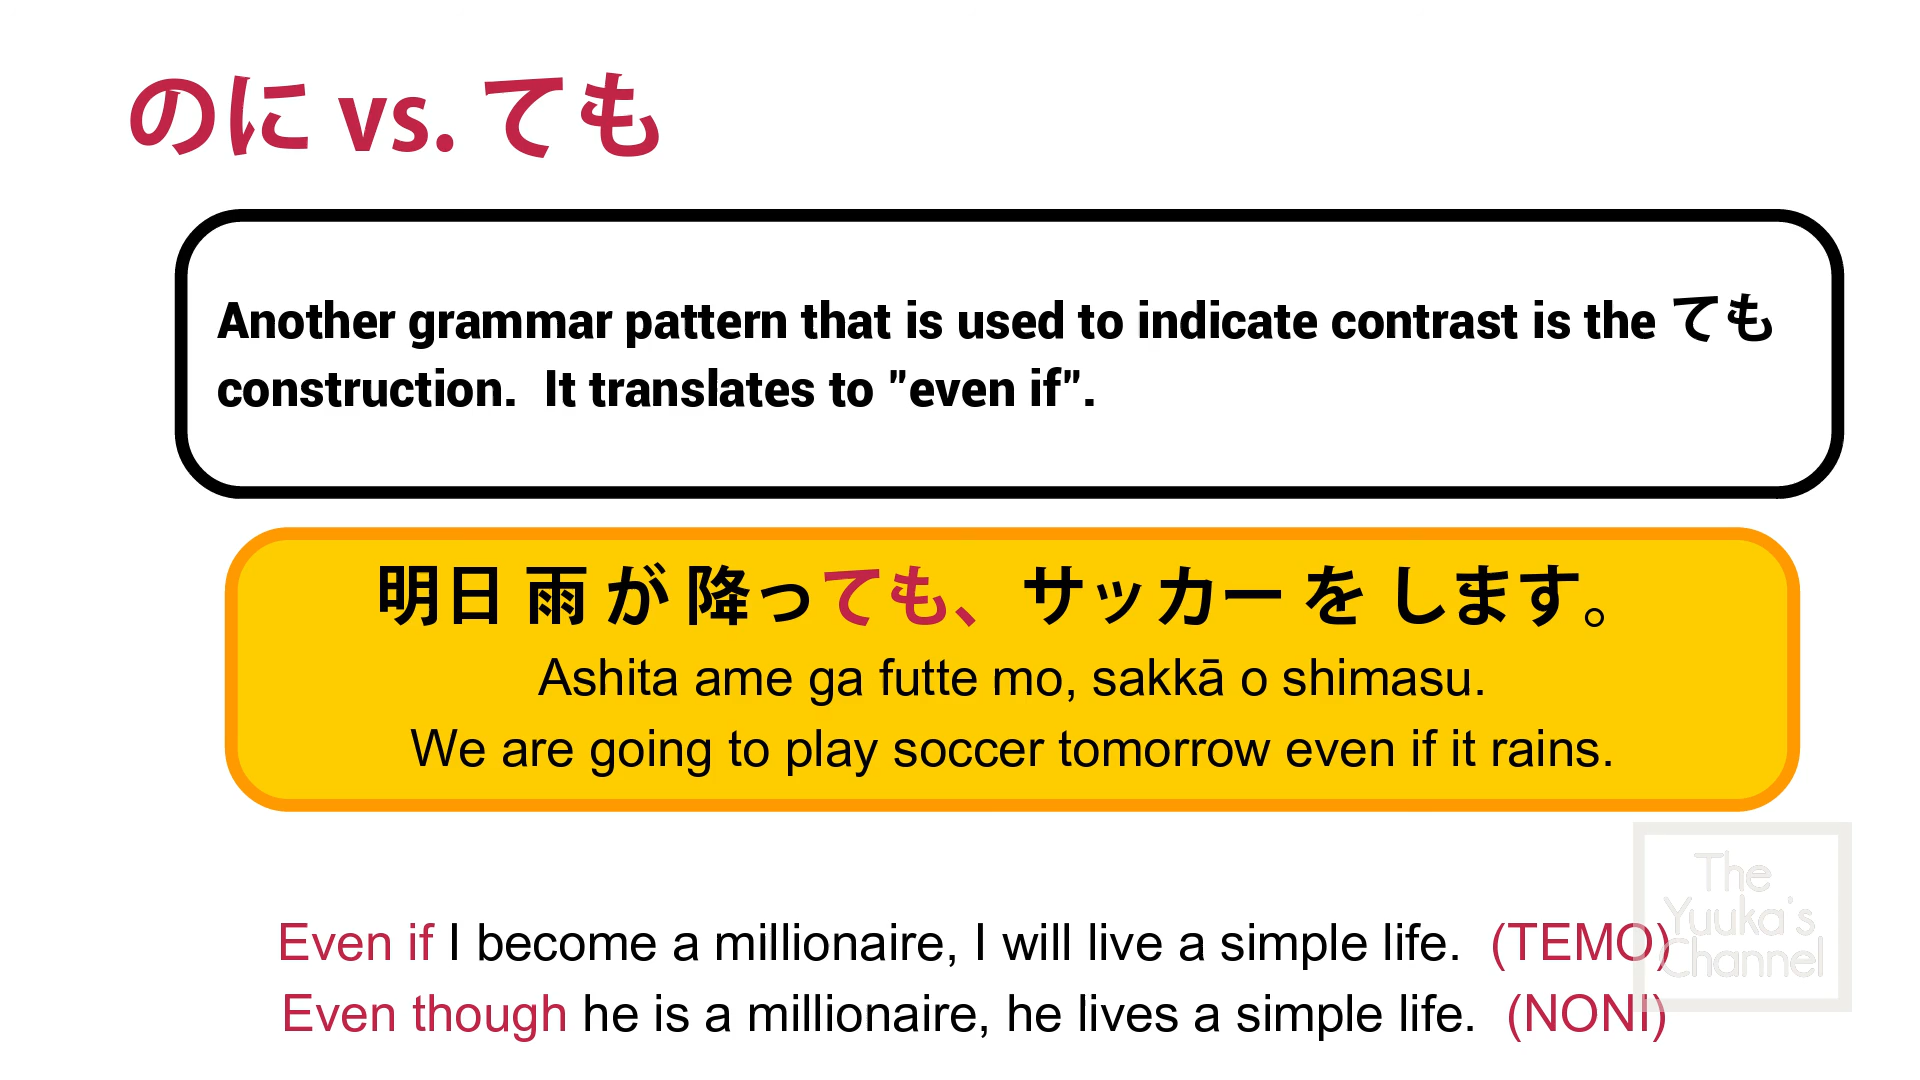 のに vs. ても
Another grammar pattern that is used to indicate contrast is the ても
construction.  It translates to "even if".
明日 雨 が 降っても、 サッカー を します。
Ashita ame ga futte mo, sakkā o shimasu.
We are going to play soccer tomorrow even if it rains.
Even if I become a millionaire, I will live a simple life.  (TEMO)
Even though he is a millionaire, he lives a simple life.  (NONI)
The
Yuuka's
Channel